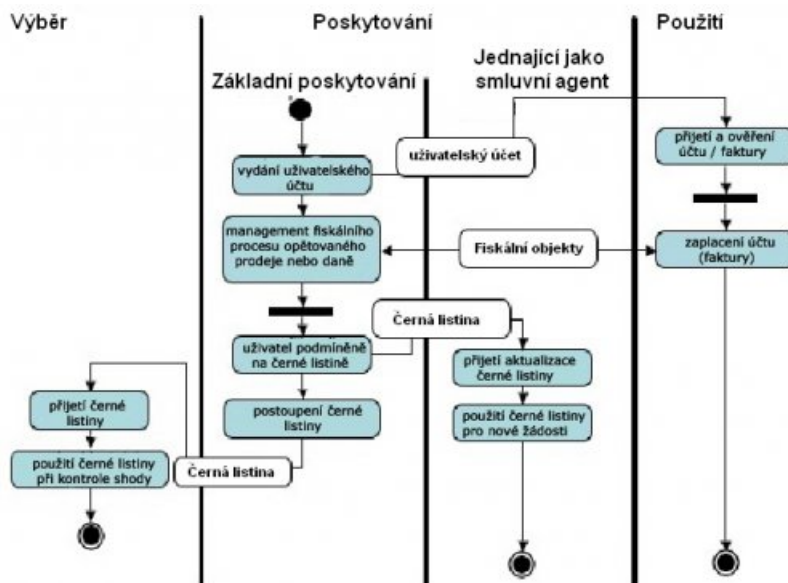 Výběr
Poskytování
Použití
Základní poskytování
Jednající jako
smluvní agent
uživatelský účet
přijetí a ověření
účtu / faktury
vydání uživatelského
účtu
management fiskálního
procesu opětovaného
prodeje nebo daně
Fiskální objekty
zaplacení účtu
(faktury)
Černá listina
uživatel podmíněně
na černé listině
přijetí aktualizace
černé listiny
přijetí černé
listiny
postoupení černé
listiny
použití černé listiny
pro nové žádosti
použití černé listiny
při kontrole shody
Černá listina